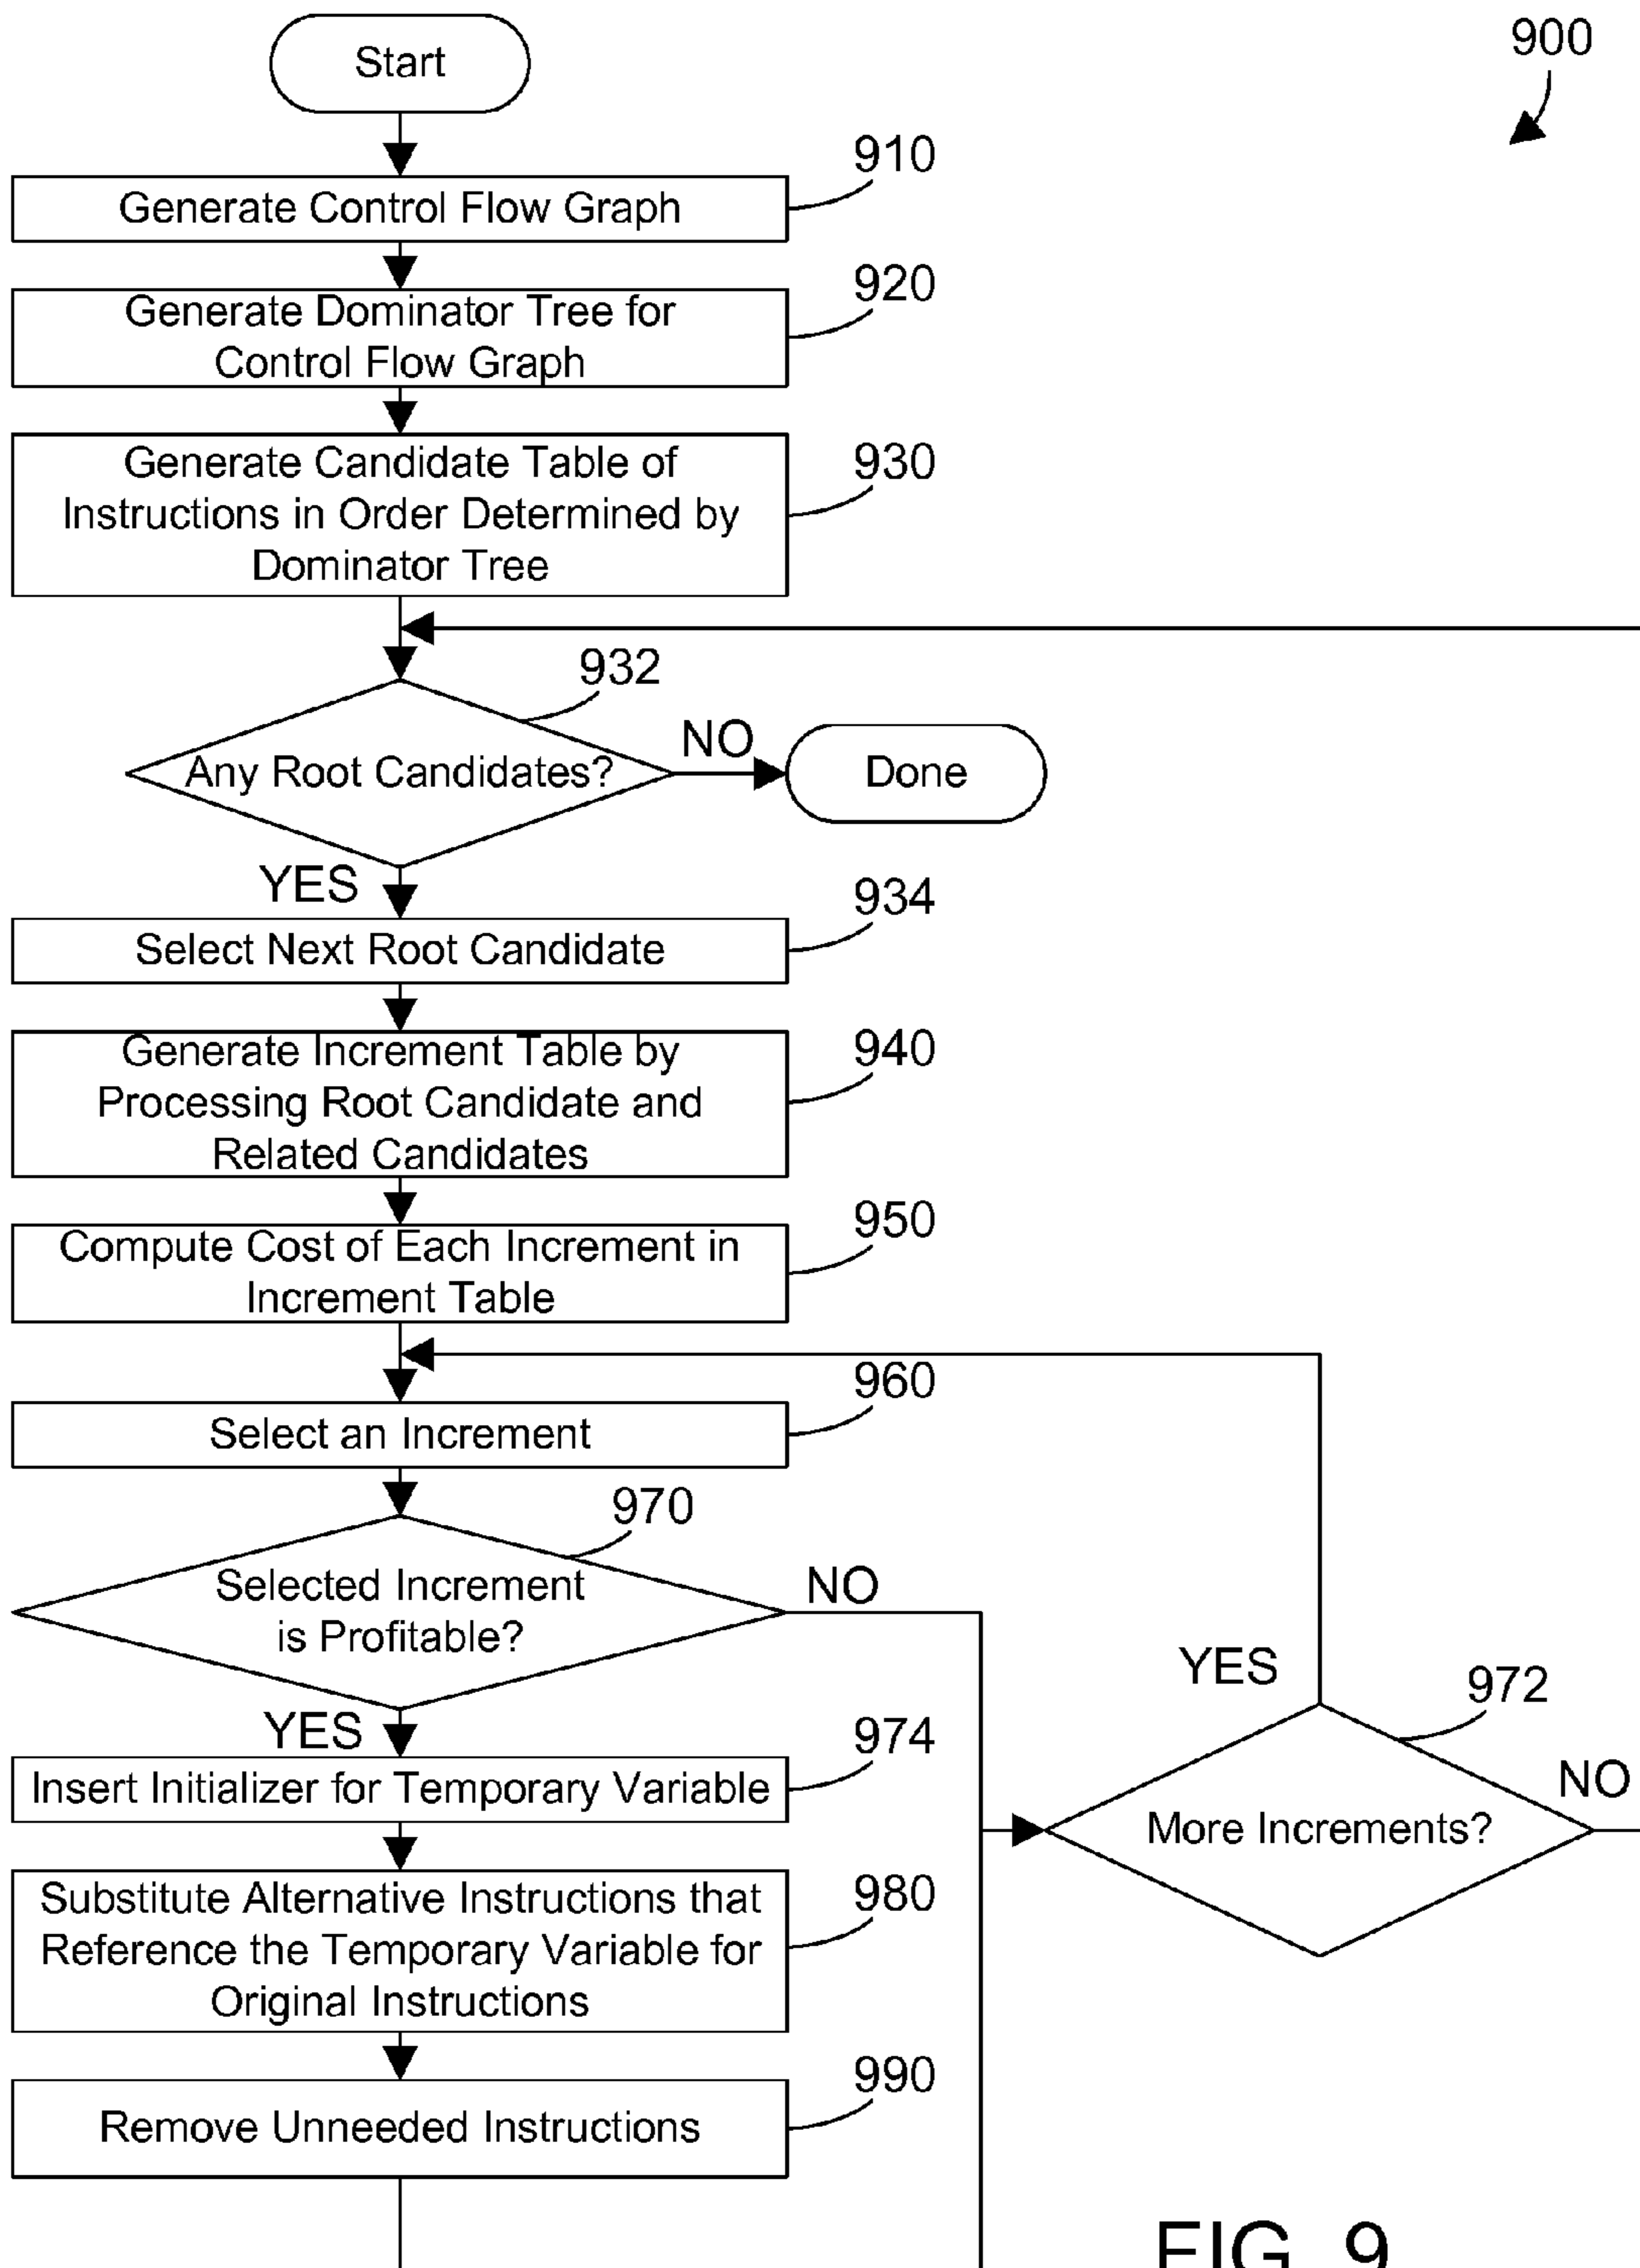 Start
900
910
Generate Control Flow Graph
920
Generate Dominator Tree for
Control Flow Graph
930
Generate Candidate Table of
Instructions in Order Determined by
Dominator Tree
932
Any Root Candidates?
NO
Done
YES
934
Select Next Root Candidate
940
Generate Increment Table by
Processing Root Candidate and
Related Candidates
950
Compute Cost of Each Increment in
Increment Table
960
Select an Increment
970
Selected Increment
is Profitable?
NO
YES
972
More Increments?
NO
YES
974
Insert Initializer for Temporary Variable
980
Substitute Alternative Instructions that
Reference the Temporary Variable for
Original Instructions
990
Remove Unneeded Instructions
FIG. 9